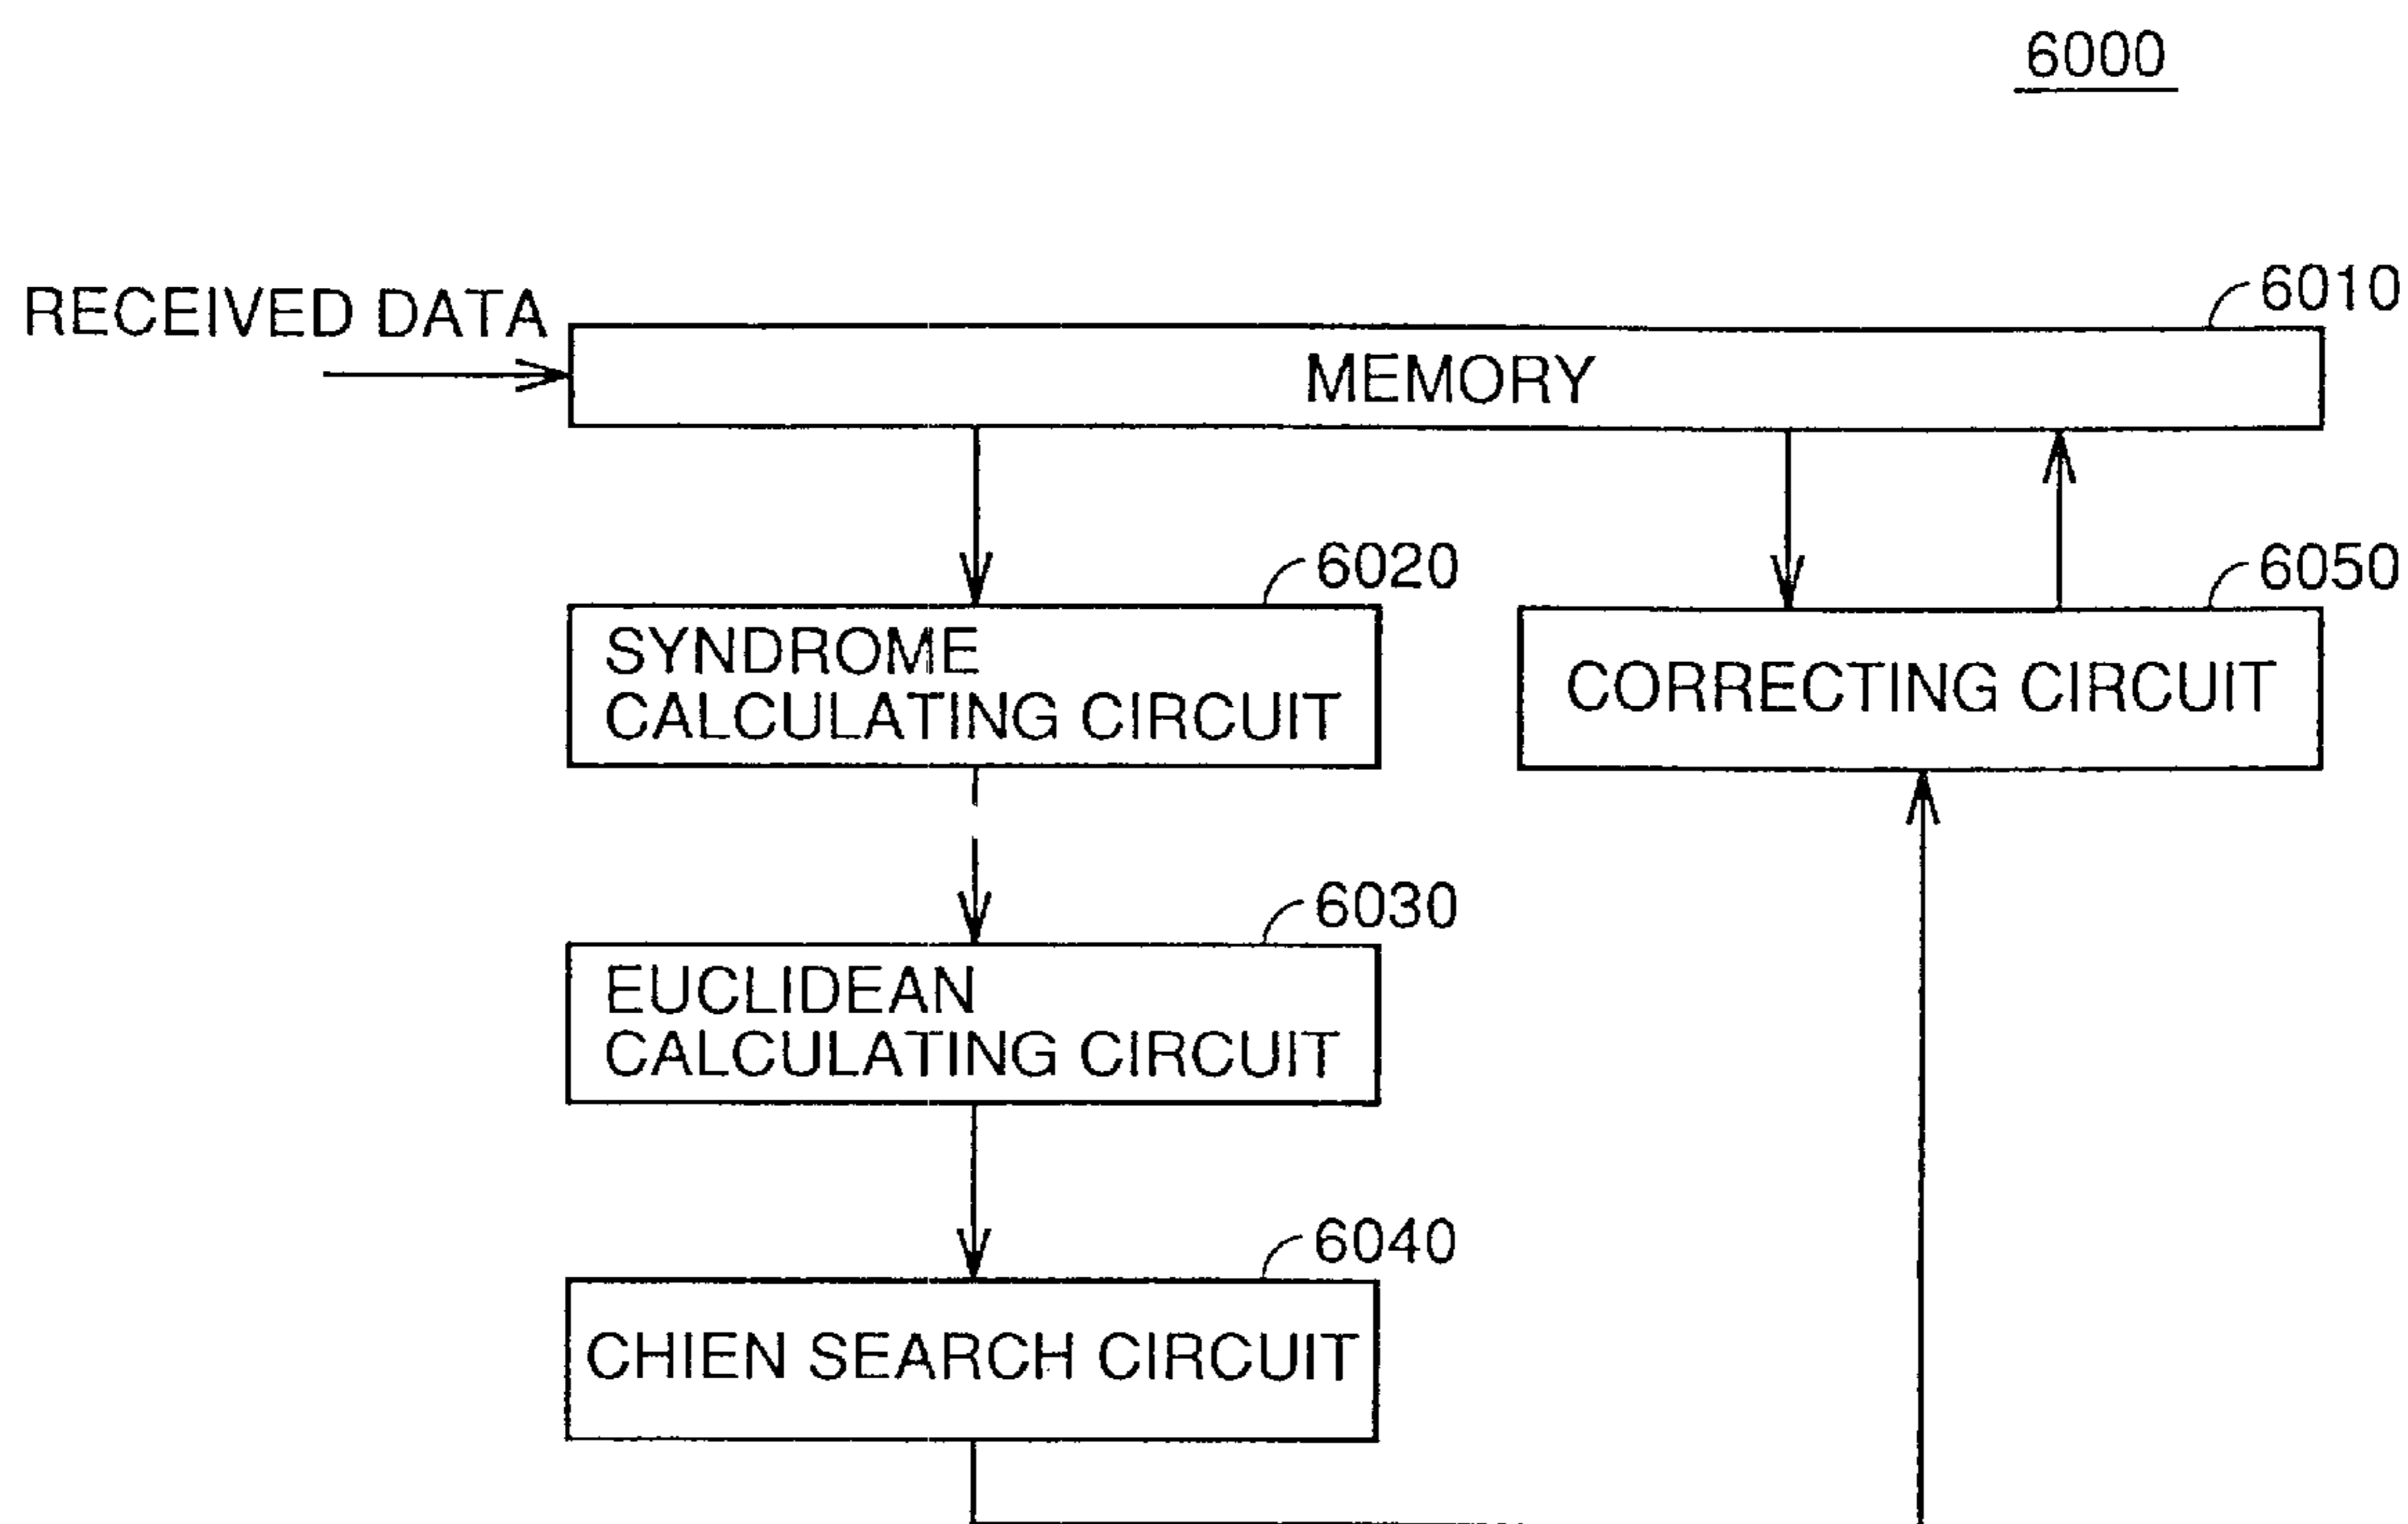 6000
6010
RECEIVED DATA
MEMORY
6020
6050
SYNDROME
CALCULATING CIRCUIT
CORRECTING CIRCUIT
6030
EUCLIDEAN
CALCULATING CIRCUIT
6040
CHIEN SEARCH CIRCUIT